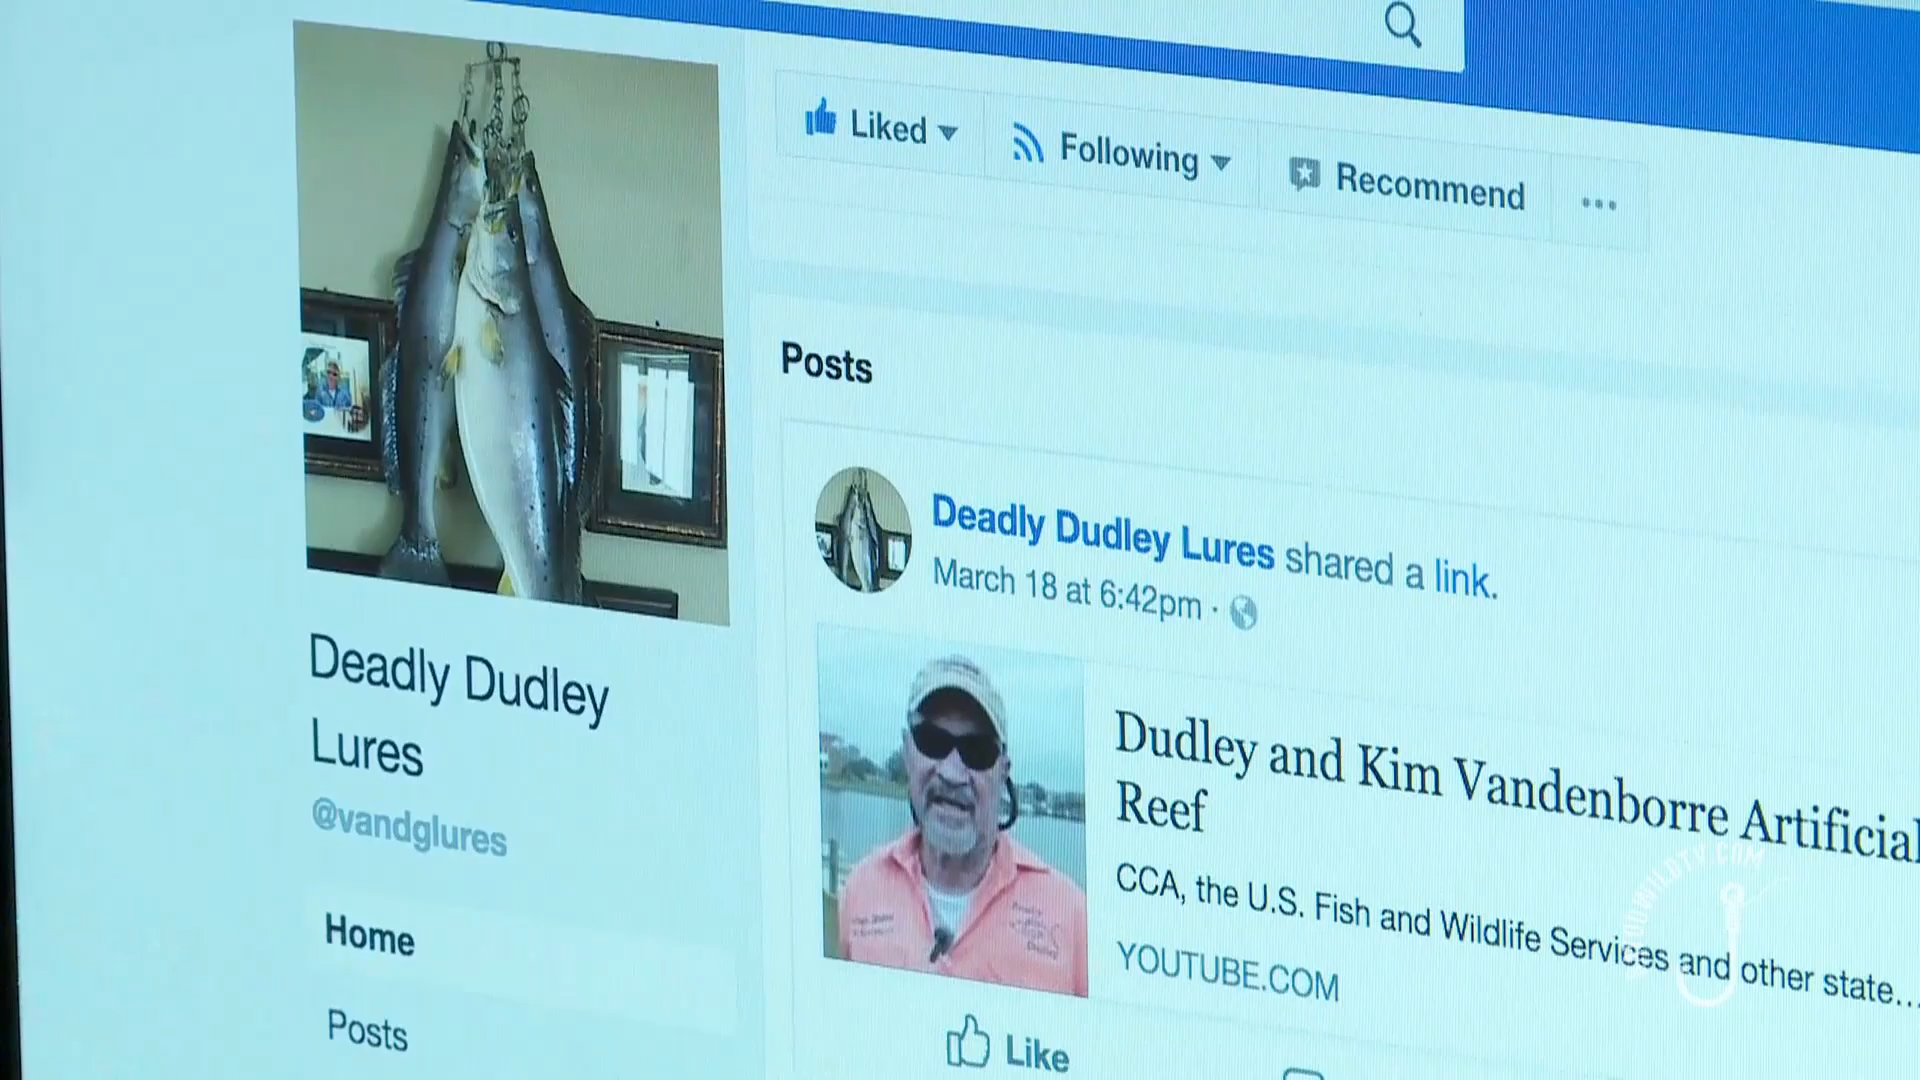 Liked
Following
Recommend
Posts
Deadly Dudley Lures shared a link.
March 18 at 6:42pm
Deadly Dudley
Lures
@vandglures
Home
Posts
Dudley and Kim Vandenborre Artificial
Reef
CCA, the U.S. Fish and Wildlife Services and other state...
YOUTUBE.COM
Like